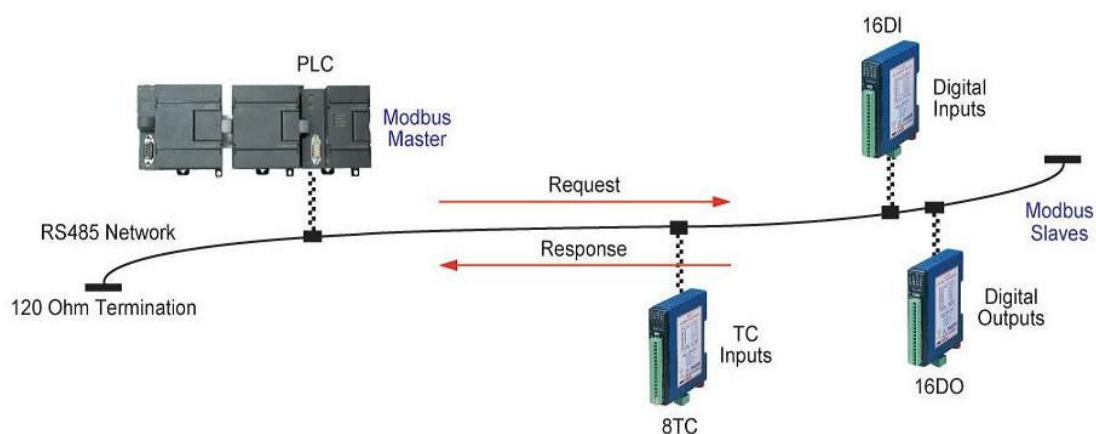 16DI
PLC
Digital
Inputs
Modbus
Master
Request
RS485 Network
Modbus
Slaves
Response
120 Ohm Termination
TC
Inputs
Digital
Outputs
16DO
8TC